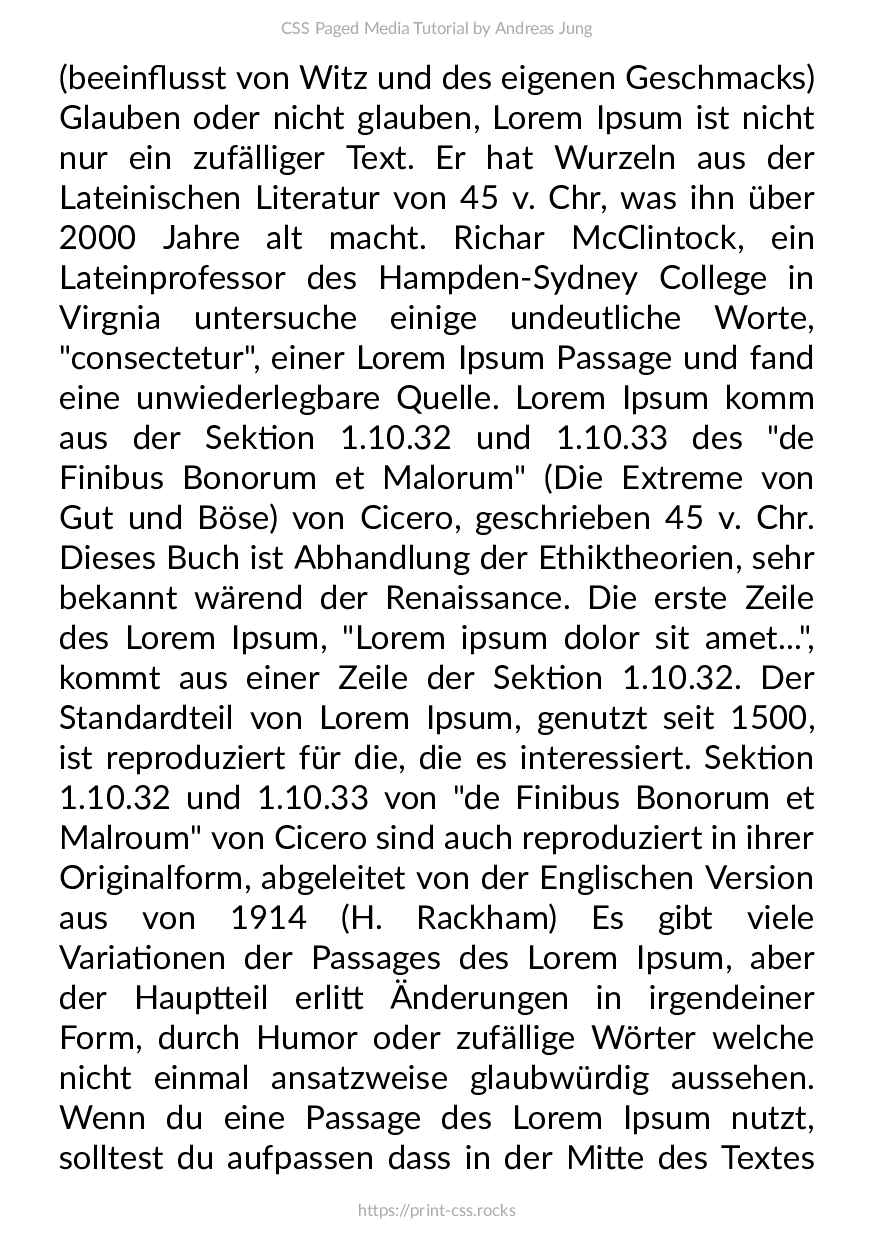 CSS Paged Media Tutorial by Andreas Jung
(beeinflusst von Witz und des eigenen Geschmacks)
Glauben oder nicht glauben, Lorem Ipsum ist nicht
nur ein zufälliger Text. Er hat Wurzeln aus der
Lateinischen Literatur von 45 v. Chr, was ihn über
2000 Jahre alt macht. Richar McClintock, ein
Lateinprofessor des Hampden-Sydney College in
Virgnia untersuche einige undeutliche Worte,
"consectetur", einer Lorem Ipsum Passage und fand
eine unwiederlegbare Quelle. Lorem Ipsum komm
aus der Sektion 1.10.32 und 1.10.33 des "de
Finibus Bonorum et Malorum" (Die Extreme von
Gut und Böse) von Cicero, geschrieben 45 v. Chr.
Dieses Buch ist Abhandlung der Ethiktheorien, sehr
bekannt wärend der Renaissance. Die erste Zeile
des Lorem Ipsum, "Lorem ipsum dolor sit amet...",
kommt aus einer Zeile der Sektion 1.10.32. Der
Standardteil von Lorem Ipsum, genutzt seit 1500,
ist reproduziert für die, die es interessiert. Sektion
1.10.32 und 1.10.33 von "de Finibus Bonorum et
Malroum" von Cicero sind auch reproduziert in ihrer
Originalform, abgeleitet von der Englischen Version
aus von 1914 (H. Rackham) Es gibt viele
Variationen der Passages des Lorem Ipsum, aber
der Hauptteil erlitt Änderungen in irgendeiner
Form, durch Humor oder zufällige Wörter welche
nicht einmal ansatzweise glaubwürdig aussehen.
Wenn du eine Passage des Lorem Ipsum nutzt,
solltest du aufpassen dass in der Mitte des Textes
https://print-css.rocks